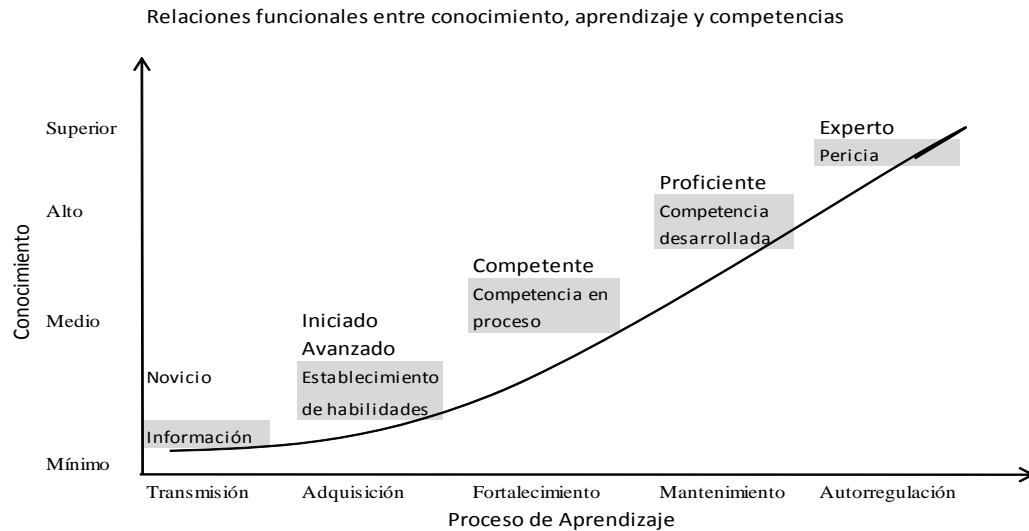 Relaciones funcionales entre conocimiento, aprendizaje y competencias
Superior
Alto
Medio
Mínimo
Conocimiento
Experto
Pericia
Proficiente
Competencia
desarrollada
Competente
Competencia en
proceso
Iniciado
Avanzado
Establecimiento
de habilidades
Novicio
Información
Transmisión
Adquisición
Fortalecimiento
Mantenimiento
Autorregulación
Proceso de Aprendizaje